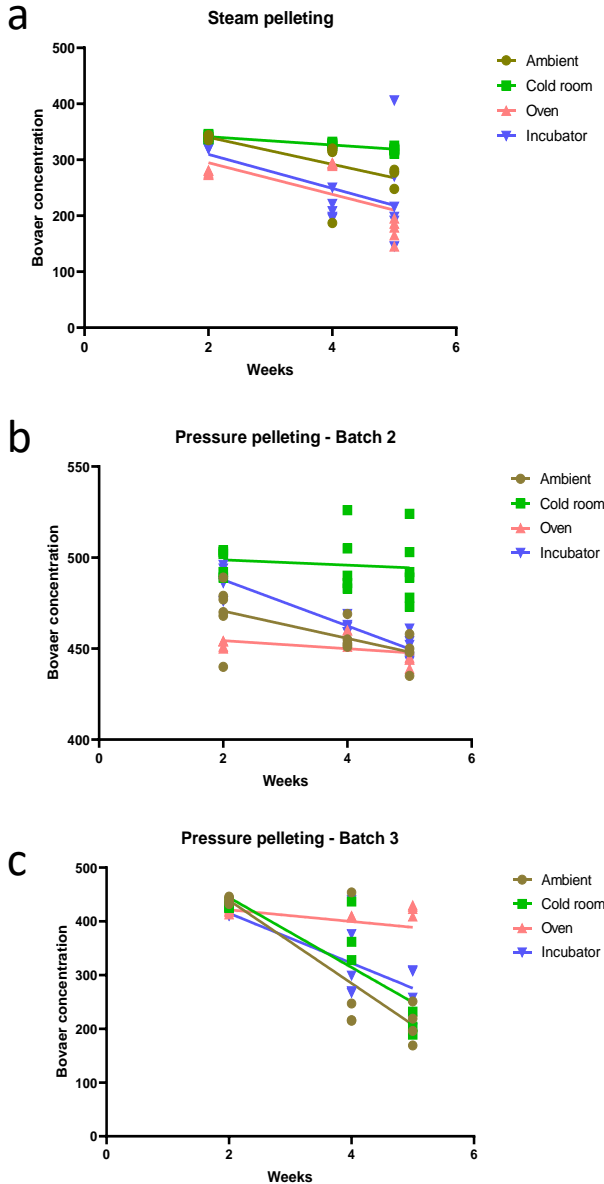 a
Steam pelleting
500
400
300
200
100
0
0
2
4
6
Bovaer concentration
Weeks
Ambient
Cold room
Oven
Incubator
b
Pressure pelleting - Batch 2
550
500
450
400
0
2
4
6
Bovaer concentration
Weeks
Ambient
Cold room
Oven
Incubator
c
Pressure pelleting - Batch 3
500
400
300
200
100
0
0
2
4
6
Bovaer concentration
Weeks
Ambient
Cold room
Oven
Incubator